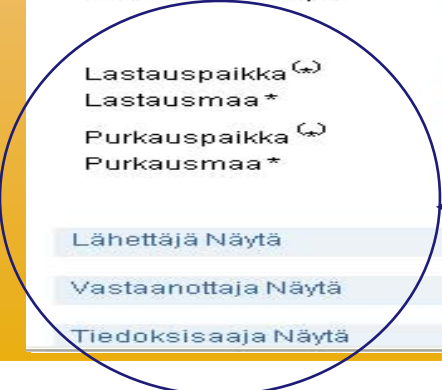 Lastauspaikka (*)
Lastausmaa *
Purkauspaikka (*)
Purkausmaa *
Lähettäjä Näytä
Vastaanottaja Näytä
Tiedoksisaaja Näytä